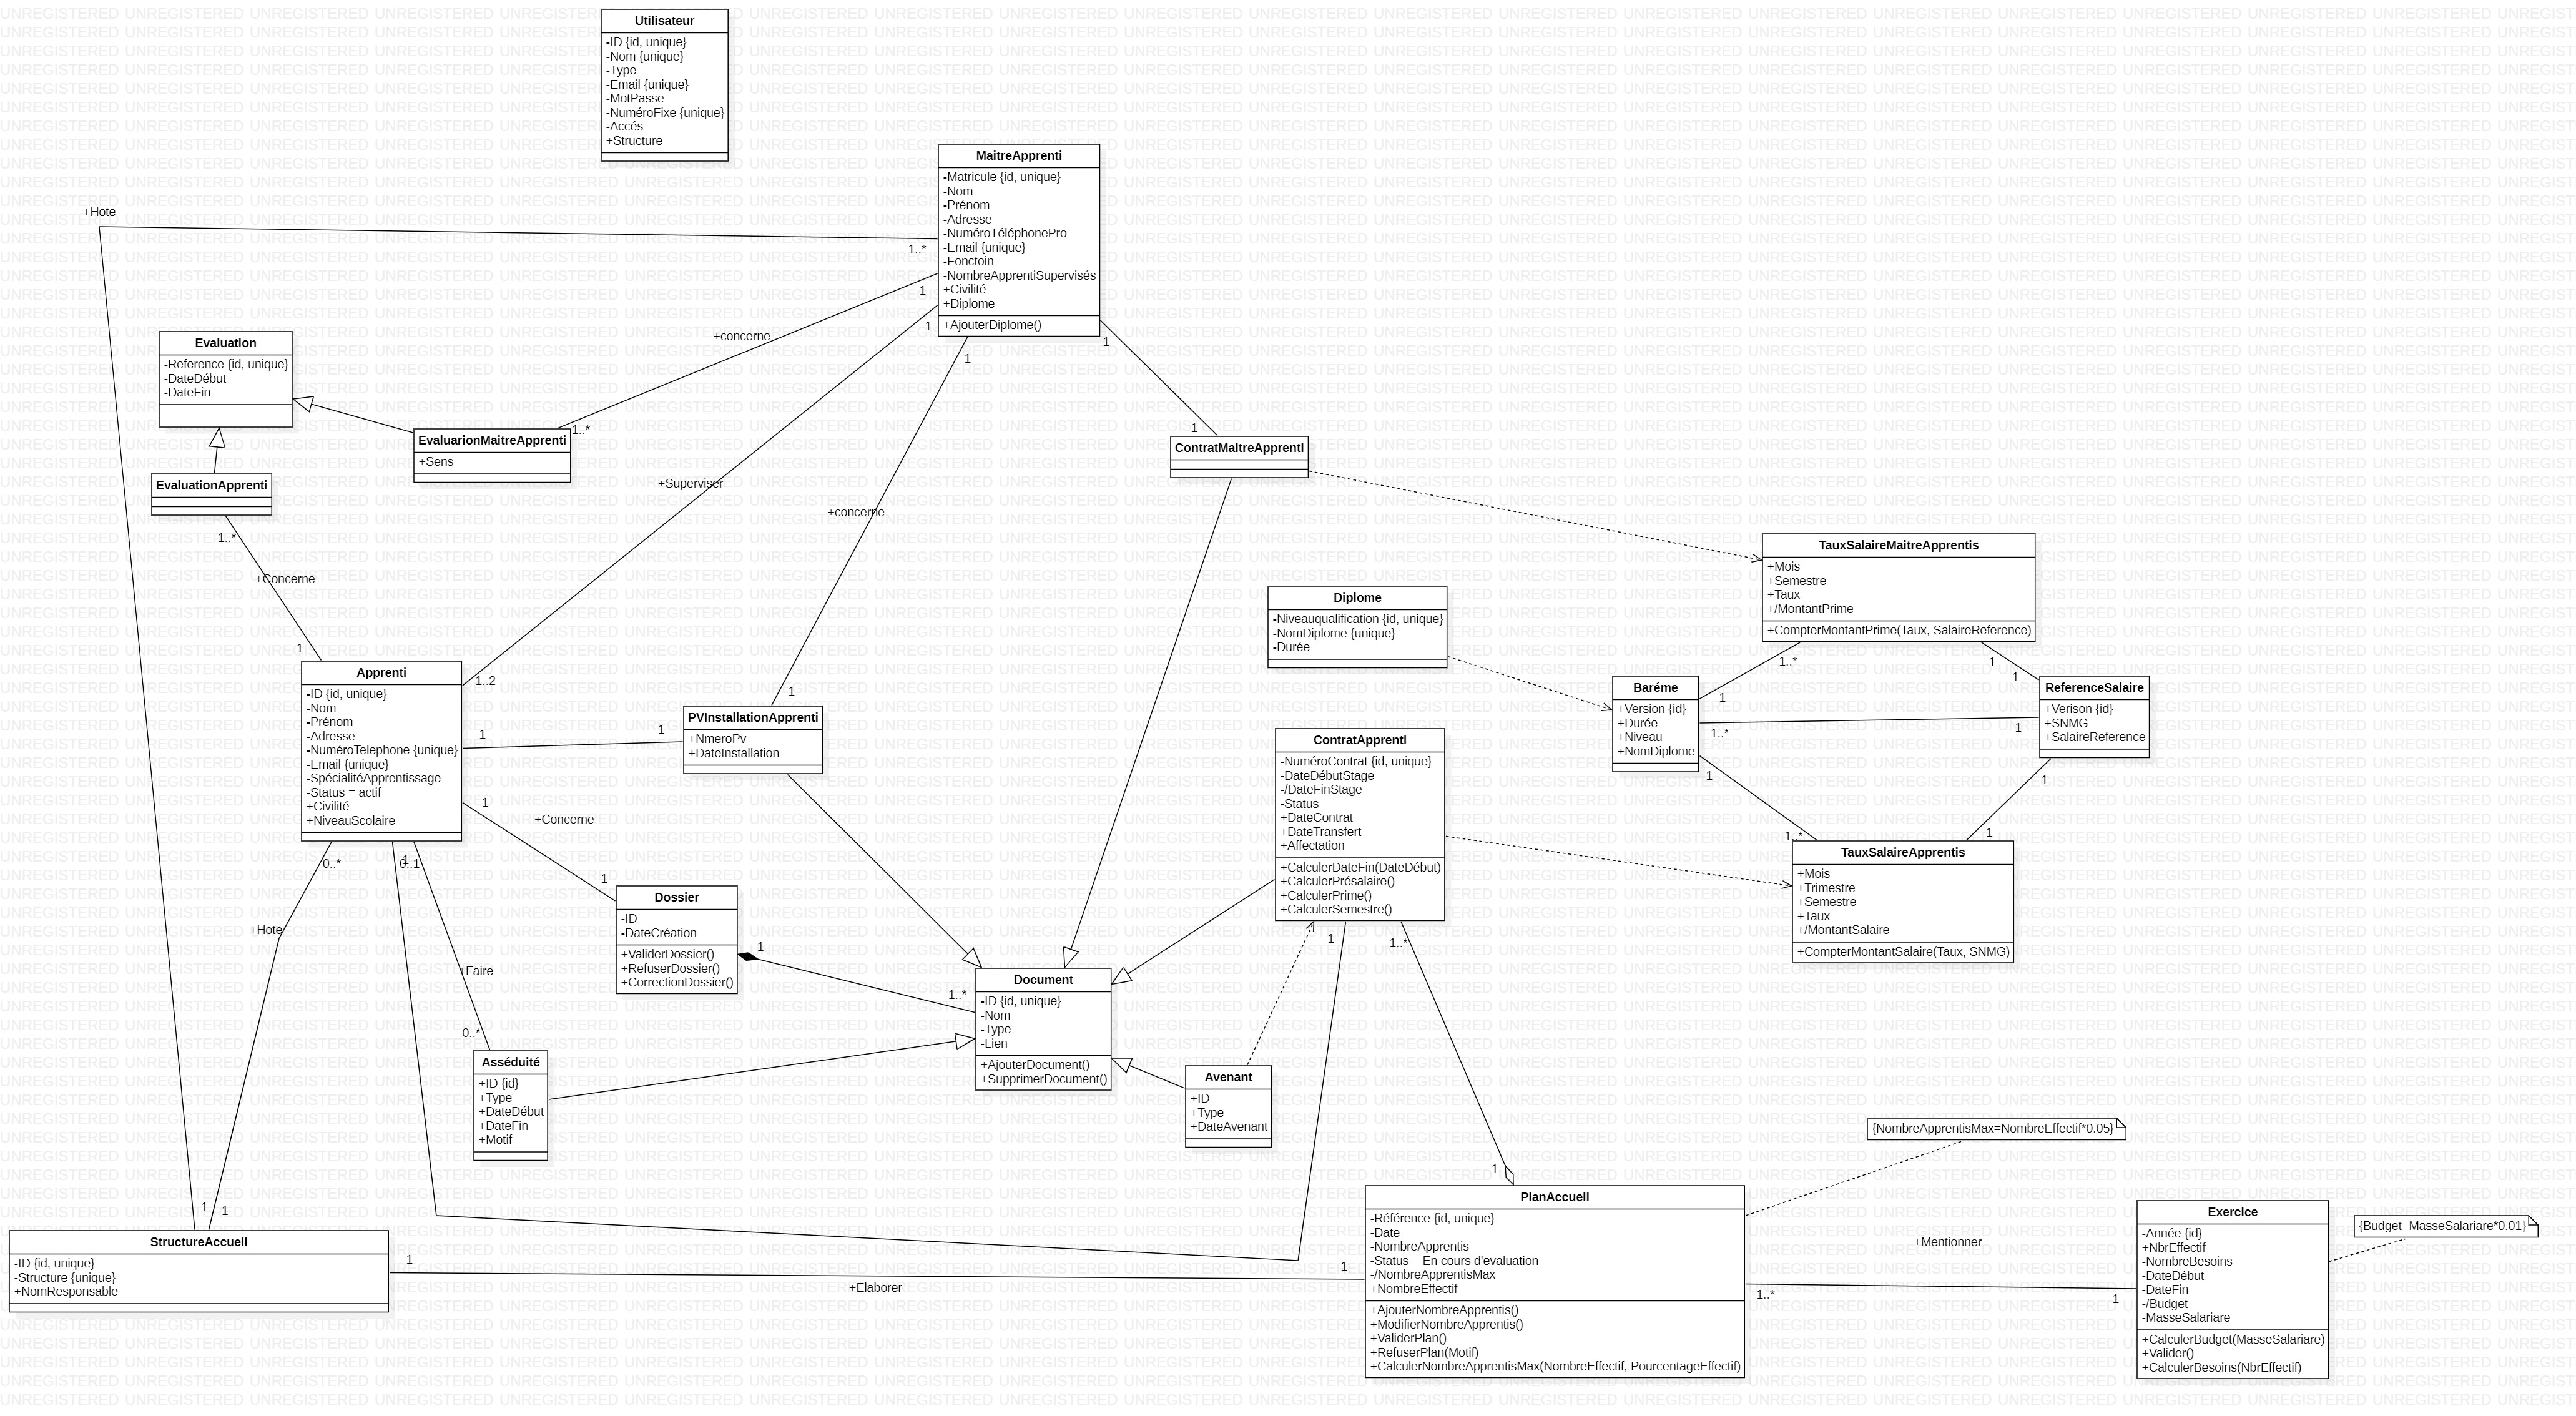 Utilisateur
-ID {id, unique}
-Nom {unique}
-Type
-Email {unique}
-MotPasse
-NuméroFixe {unique}
-Accés
+Structure
MaitreApprenti
-Matricule {id, unique}
-Nom
-Prénom
-Adresse
-NuméroTéléphonePro
-Email {unique}
-Fonctoin
-NombreApprentiSupervisés
+Civilité
+Diplome
+AjouterDiplome()
+Hote
1..*
1
+concerne
1
1
1
Evaluation
-Reference {id, unique}
-DateDébut
-DateFin
EvaluarionMaitreApprenti
+Sens
1..*
EvaluationApprenti
1..*
+Concerne
1
+Superviser
+concerne
1
ContratMaitreApprenti
TauxSalaireMaitreApprentis
+Mois
+Semestre
+Taux
+/MontantPrime
+CompterMontantPrime(Taux, SalaireReference)
Diplome
-Niveauqualification {id, unique}
-NomDiplome {unique}
-Durée
1..*
1
1
1
Baréme
+Version {id}
+Durée
+Niveau
+NomDiplome
1..*
1
ReferenceSalaire
+Verison {id}
+SNMG
+SalaireReference
1
1
1..*
1
TauxSalaireApprentis
+Mois
+Trimestre
+Semestre
+Taux
+/MontantSalaire
+CompterMontantSalaire(Taux, SNMG)
Apprenti
-ID {id, unique}
-Nom
-Prénom
-Adresse
-NuméroTelephone {unique}
-Email {unique}
-SpécialitéApprentissage
-Status = actif
+Civilité
+NiveauScolaire
1..2
1
1
1
PVInstallationApprenti
+NmeroPv
+DateInstallation
1
+Concerne
1
ContratApprenti
-NuméroContrat {id, unique}
-DateDébutStage
-/DateFinStage
-Status
+DateContrat
+DateTransfert
+Affectation
+CalculerDateFin(DateDébut)
+CalculerPrésalaire()
+CalculerPrime()
+CalculerSemestre()
1
1..*
0..*
0..1
1
+Hote
+Faire
0..*
Dossier
-ID
-DateCréation
+ValiderDossier()
+RefuserDossier()
+CorrectionDossier()
1
1..*
Document
-ID {id, unique}
-Nom
-Type
-Lien
+AjouterDocument()
+SupprimerDocument()
Asséduité
+ID {id}
+Type
+DateDébut
+DateFin
+Motif
Avenant
+ID
+Type
+DateAvenant
{NombreApprentisMax=NombreEffectif*0.05}
1
PlanAccueil
-Référence {id, unique}
-Date
-NombreApprentis
-Status = En cours d'evaluation
-/NombreApprentisMax
+NombreEffectif
+AjouterNombreApprentis()
+ModifierNombreApprentis()
+ValiderPlan()
+RefuserPlan(Motif)
+CalculerNombreApprentisMax(NombreEffectif, PourcentageEffectif)
1
1
StructureAccueil
-ID {id, unique}
-Structure {unique}
+NomResponsable
1
+Elaborer
1
+Mentionner
1..*
1
Exercice
-Année {id}
+NbrEffectif
-NombreBesoins
-DateDébut
-DateFin
-/Budget
-MasseSalariare
+CalculerBudget(MasseSalariare)
+Valider()
+CalculerBesoins(NbrEffectif)
{Budget=MasseSalariare*0.01}
UNREGISTERED